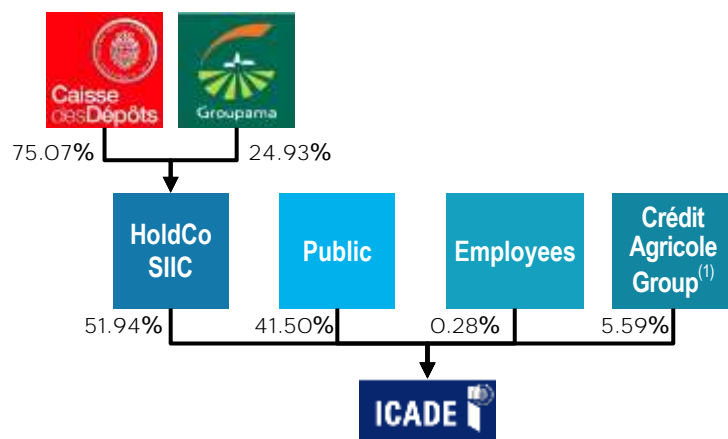 Caisse
desDépôts
Groupama
75.07%
24.93%
HoldCo
SIIC
Public
Employees
Crédit
Agricole
Group(1)
51.94%
41.50%
0.28%
5.59%
ICADE